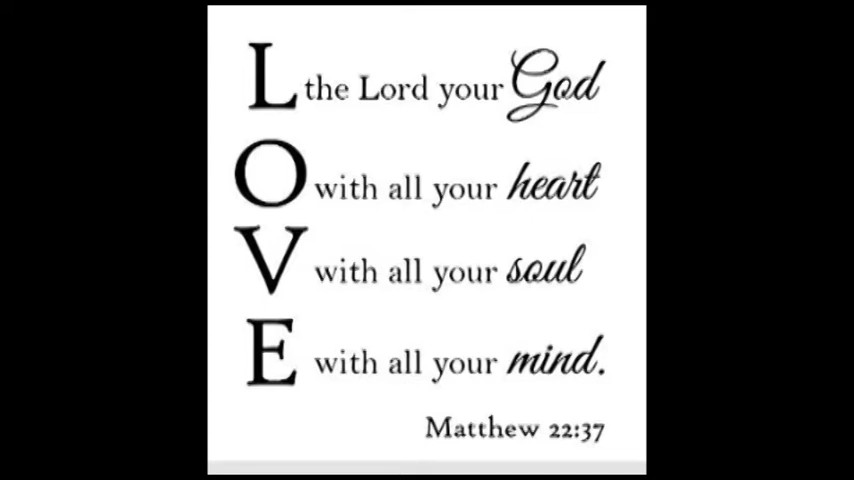 L the Lord your God
O with all your heart
V with all your soul
E with all your mind.
Matthew 22:37